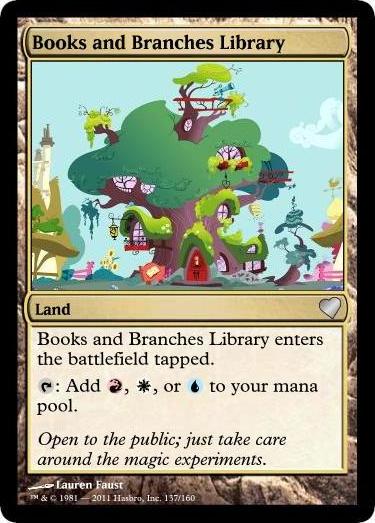 Books and Branches Library
Land
Books and Branches Library enters
the battlefield tapped.
: Add , , or to your mana
pool.
Open to the public; just take care
around the magic experiments.
Lauren Faust
™ & © 1981 — 2011 Hasbro, Inc. 137/160